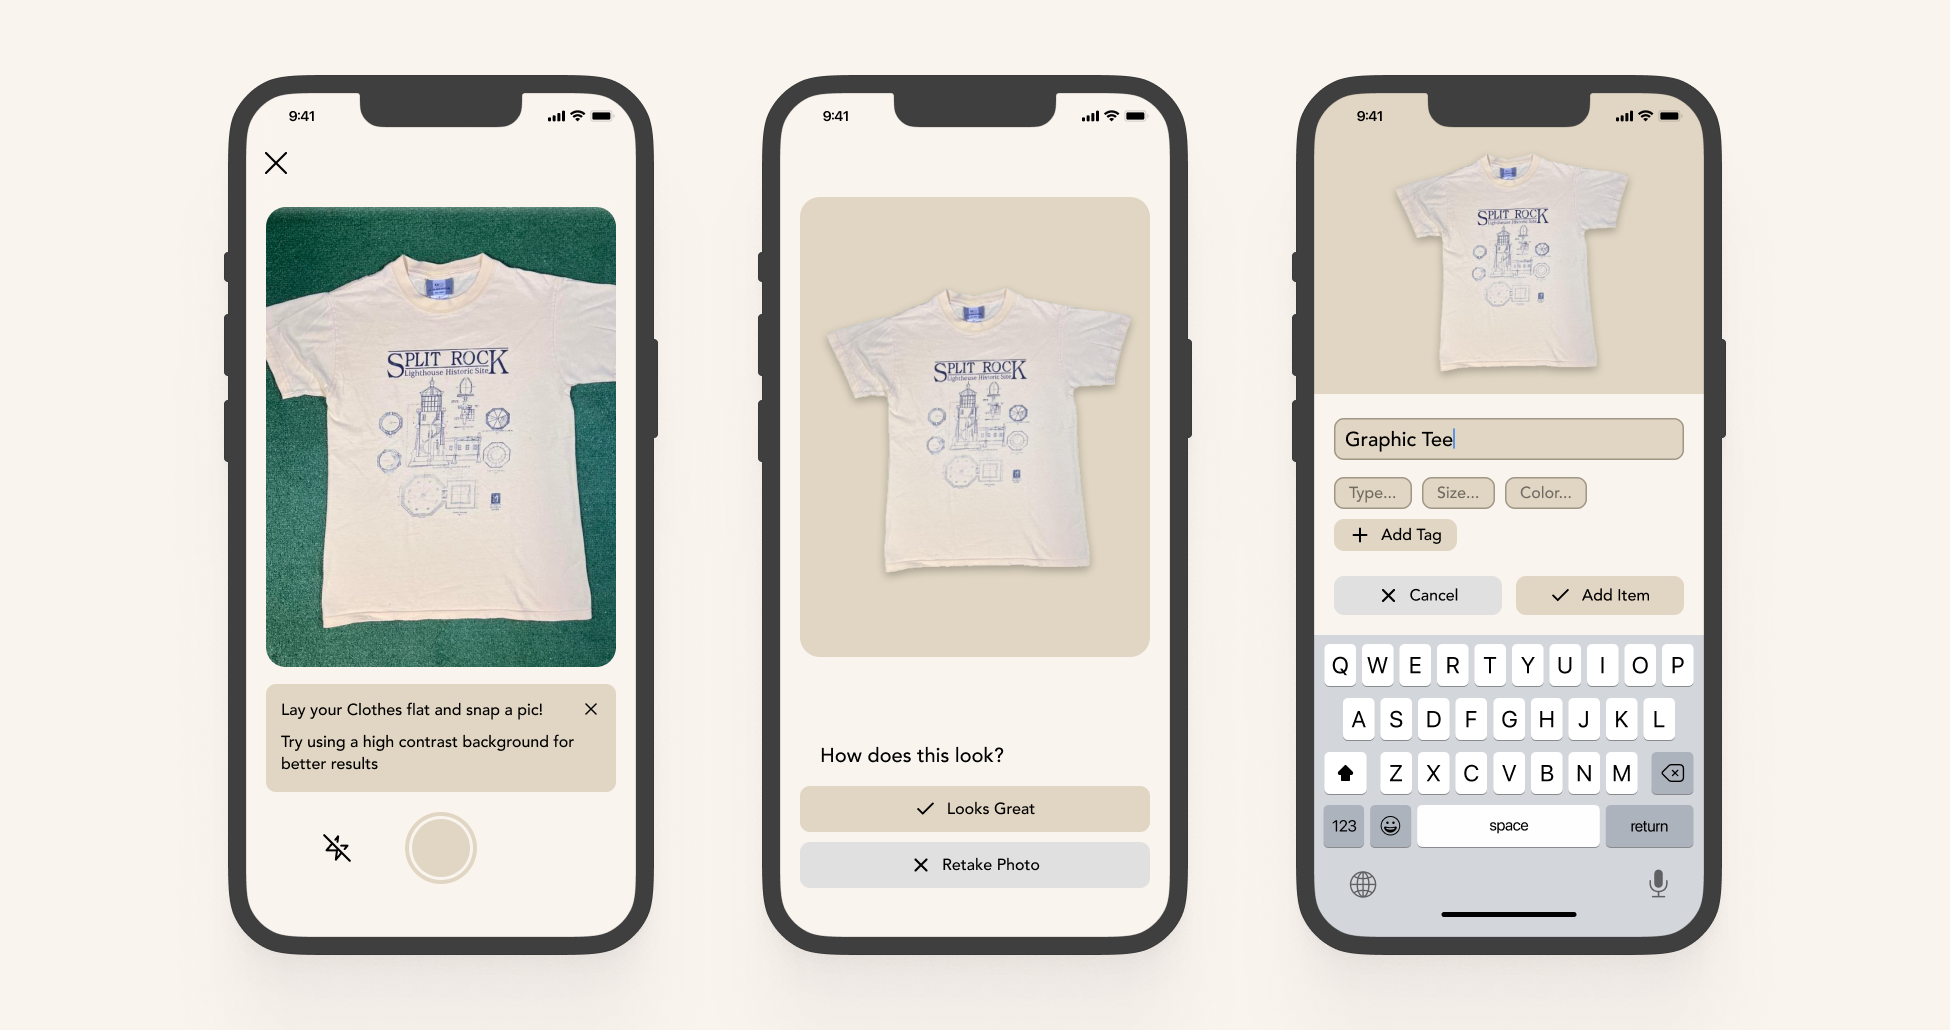 9:41
SPLIT ROCK
Lighthouse Historic Site
Lay your Clothes flat and snap a pic!
Try using a high contrast background for
better results
9:41
SPLIT ROCK
Lighthouse Historic Site
How does this look?
Looks Great
Retake Photo
9:41
SPLIT ROCK
Lighthouse Historic Site
Graphic Tee
Type... Size... Color...
Add Tag
Cancel Add Item
Q W E R T Y U I O P
A S D F G H J K L
Z X C V B N M
123 space return